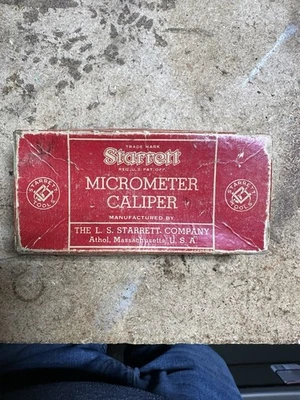 TRADE MARK
Starrett
REG. U.S. PAT. OFF.
MICROMETER
CALIPER
MANUFACTURED BY
THE L. S. STARRETT COMPANY
Athol, Massachusetts, U. S. A.
STARRETT
TOOLS
STARRETT
TOOLS